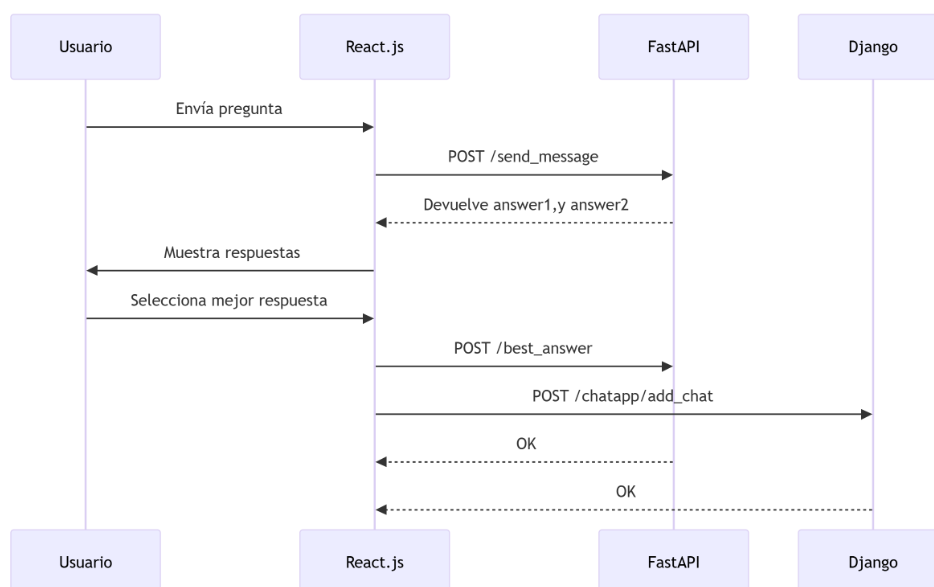 Usuario
React.js
FastAPI
Django
Envía pregunta
POST /send_message
Devuelve answer1,y answer2
Muestra respuestas
Selecciona mejor respuesta
POST /best_answer
POST /chatapp/add_chat
OK
OK
Usuario
React.js
FastAPI
Django